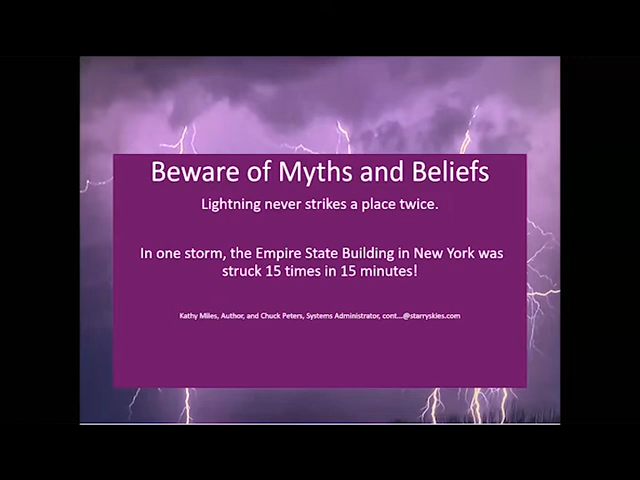 Beware of Myths and Beliefs
Lightning never strikes a place twice.
In one storm, the Empire State Building in New York was
struck 15 times in 15 minutes!
Kathy Miles, Author, and Chuck Peters, Systems Administrator, cont...@starryskies.com